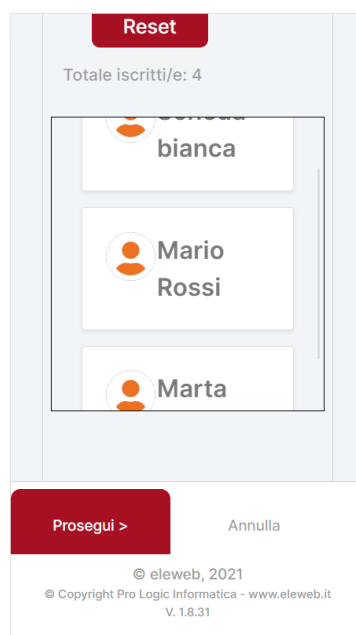 Reset
Totale iscritti/e: 4
bianca
Mario
Rossi
Marta
Prosegui >
Annulla
© eleweb, 2021
© Copyright Pro Logic Informatica - www.eleweb.it
V. 1.8.31